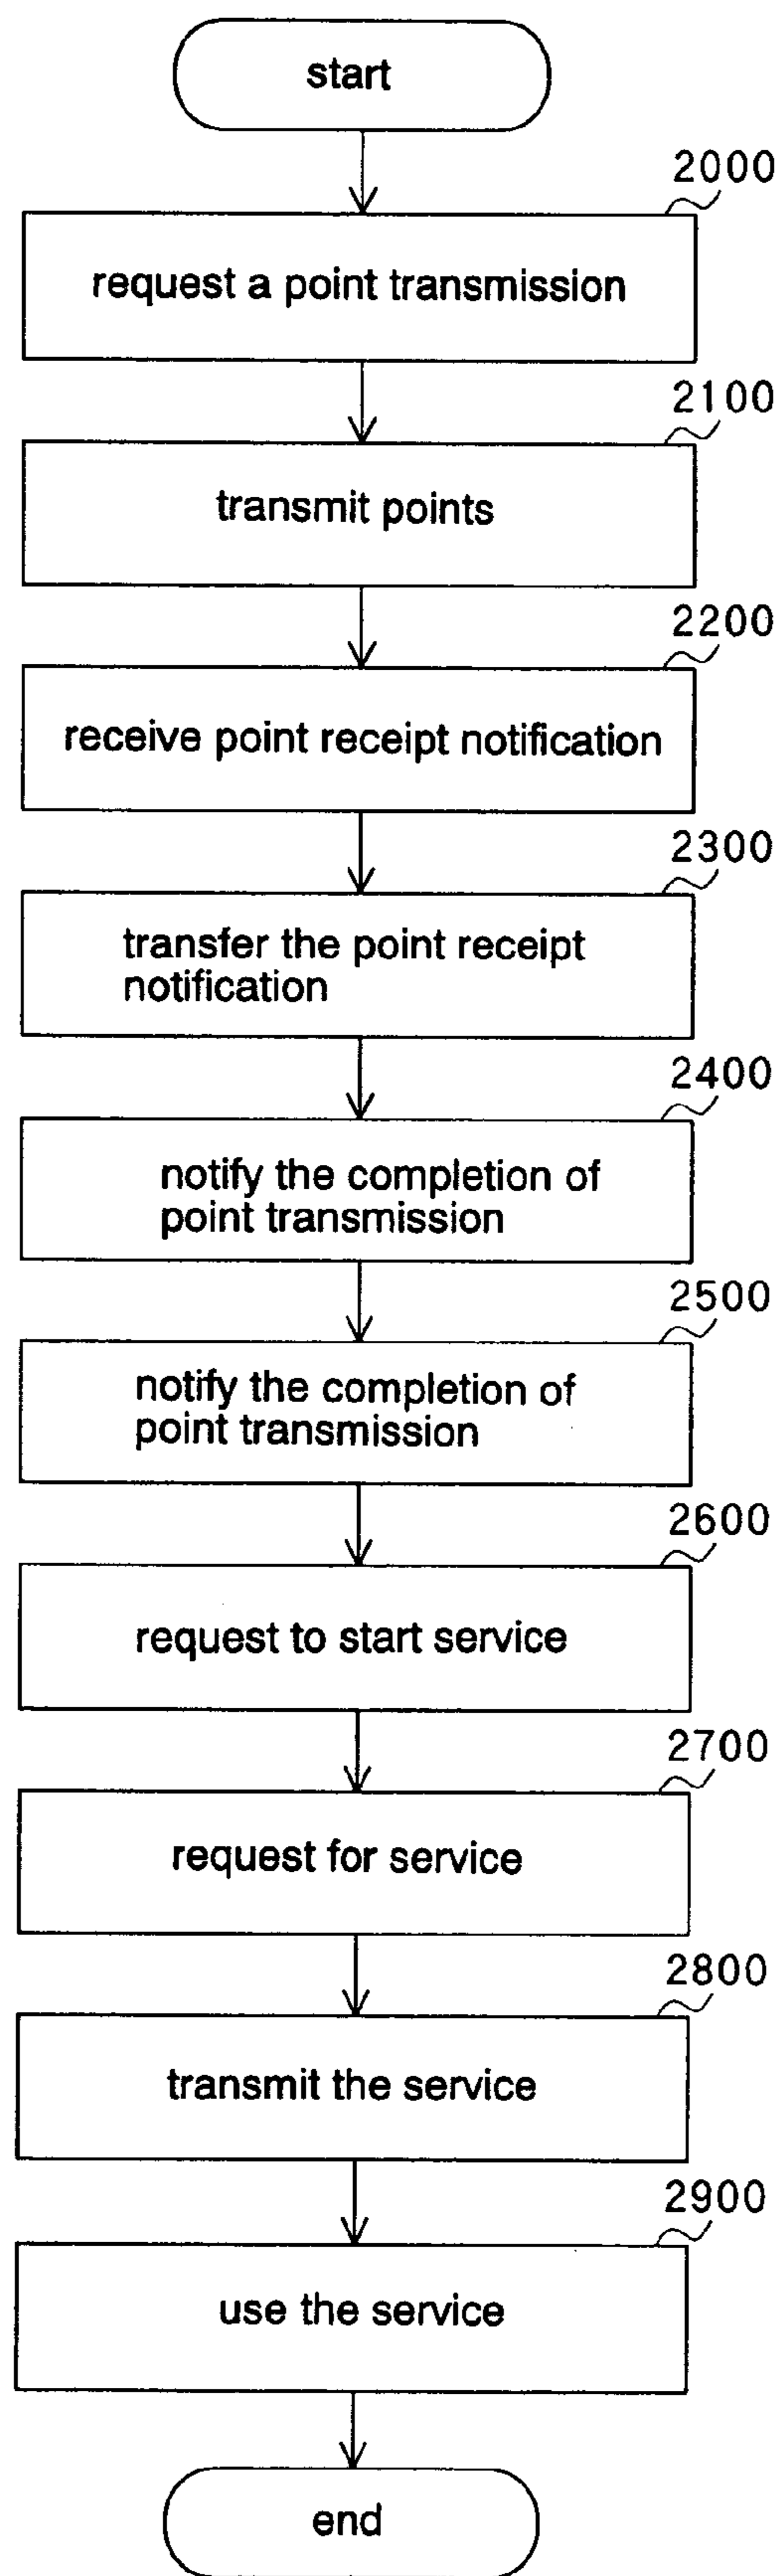 start
2000
request a point transmission
2100
transmit points
2200
receive point receipt notification
2300
transfer the point receipt
notification
2400
notify the completion of
point transmission
2500
notify the completion of
point transmission
2600
request to start service
2700
request for service
2800
transmit the service
2900
use the service
end